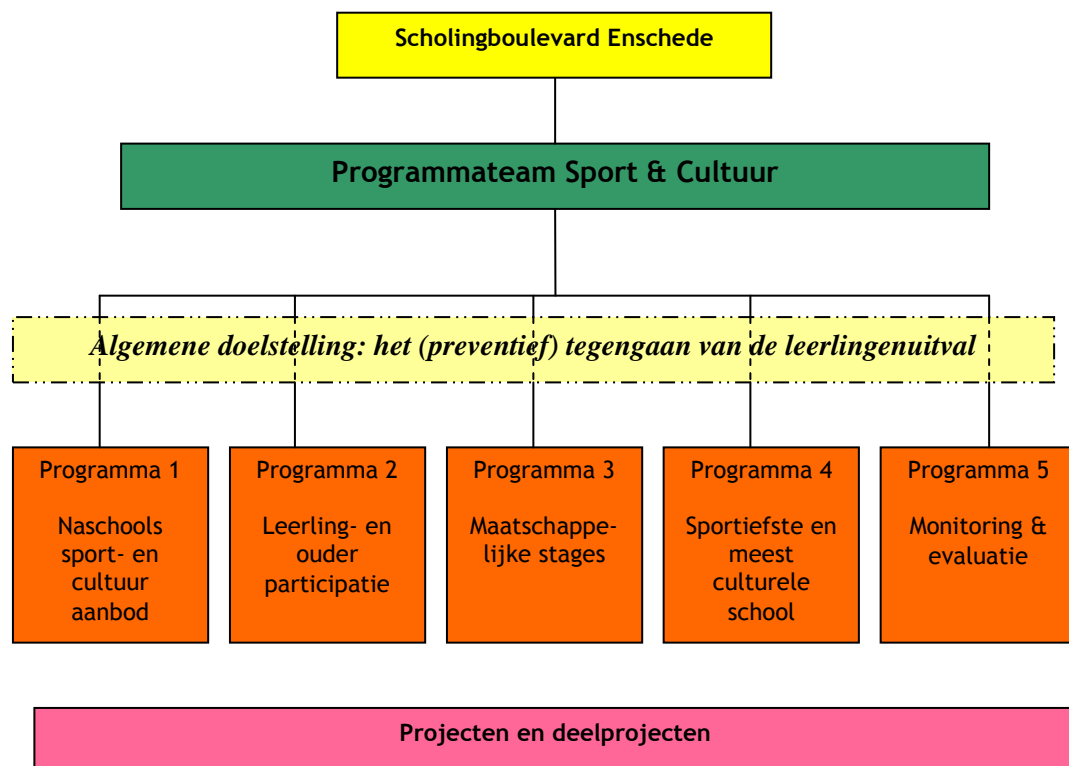 Scholingboulevard Enschede
Programmateam Sport & Cultuur
Algemene doelstelling: het (preventief) tegengaan van de leerlingenuitval
Programma 1
Naschools
sport- en
cultuur
aanbod
Programma 2
Leerling- en
ouder
participatie
Programma 3
Maatschappe-
lijke stages
Programma 4
Sportiefste en
meest
culturele
school
Programma 5
Monitoring &
evaluatie
Projecten en deelprojecten